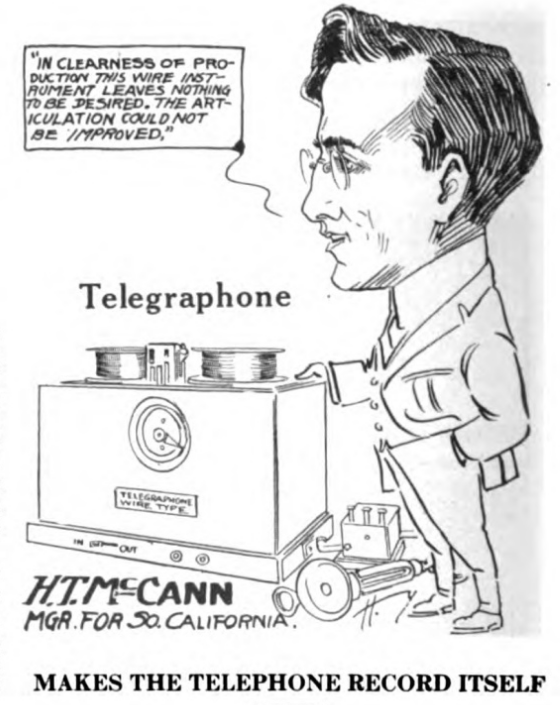 "IN CLEARNESS OF PRO-
DUCTION THIS WIRE INST-
RUMENT LEAVES NOTHING
TO BE DESIRED. THE ART-
ICULATION COULD NOT
BE IMPROVED."
Telegraphone
TELEGRAPHONE
WIRE TYPE
IN
OUT
H.T. McCANN
MGR. FOR SO. CALIFORNIA.
MAKES THE TELEPHONE RECORD ITSELF